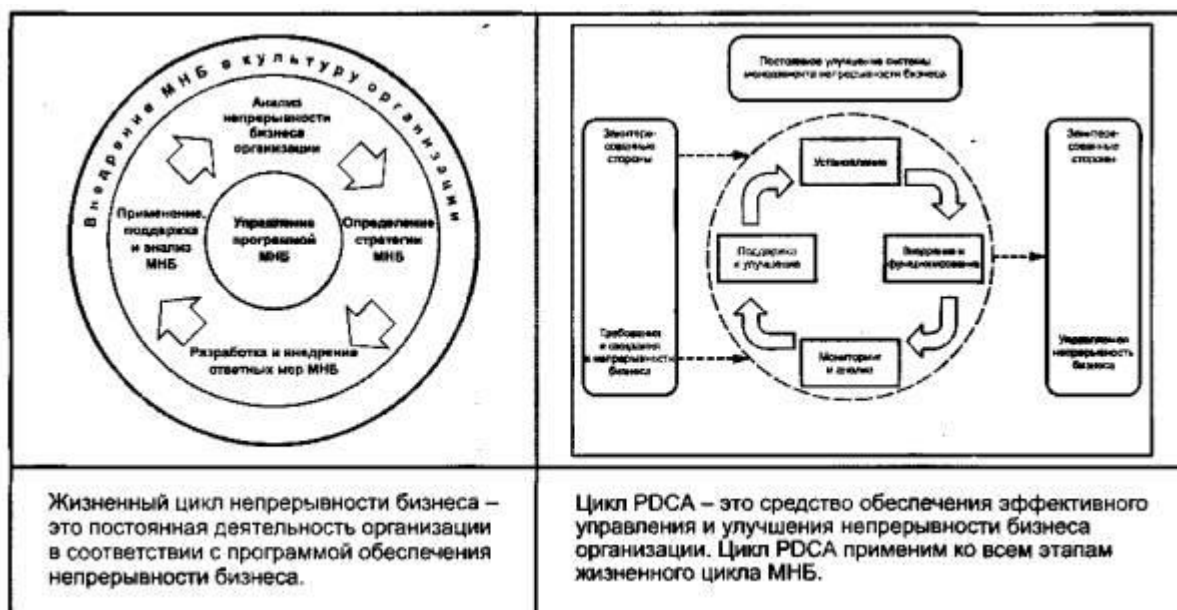 Внедрение МНБ в культуру организации
Анализ
непрерывности
бизнеса
организации
Применение,
поддержка
и анализ
МНБ
Управление
программой
МНБ
Определение
стратегии
МНБ
Разработка и внедрение
ответных мер МНБ
Постоянное улучшение системы
менеджмента непрерывности бизнеса
Заинтере-
сованные
стороны
Установление
Заинтере-
сованные
стороны
Поддержка
и улучшение
Внедрение и
функционирование
Требования
и ожидания
в непрерывности
бизнеса
Мониторинг
и анализ
Управляемая
непрерывность
бизнеса
Жизненный цикл непрерывности бизнеса –
это постоянная деятельность организации
в соответствии с программой обеспечения
непрерывности бизнеса.
Цикл PDCA – это средство обеспечения эффективного
управления и улучшения непрерывности бизнеса
организации. Цикл PDCA применим ко всем этапам
жизненного цикла МНБ.